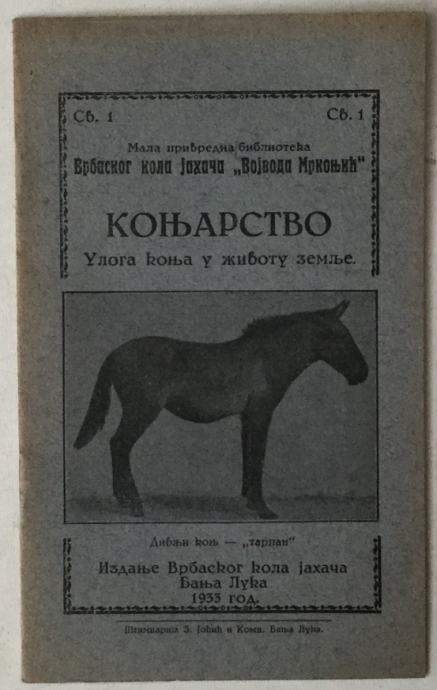 Св. 1 Св. 1
Мала привредна библиотека
Врбаског кола јахача „Војвода Мркоњић"
КОЊАРСТВО
Улога коња у животу земље.
Дивљи коњ — „тарпан"
Издање Врбаског кола јахача
Бања Лука
1933 год.
Штампарија З. Јовић и Комп. Бања Лука.